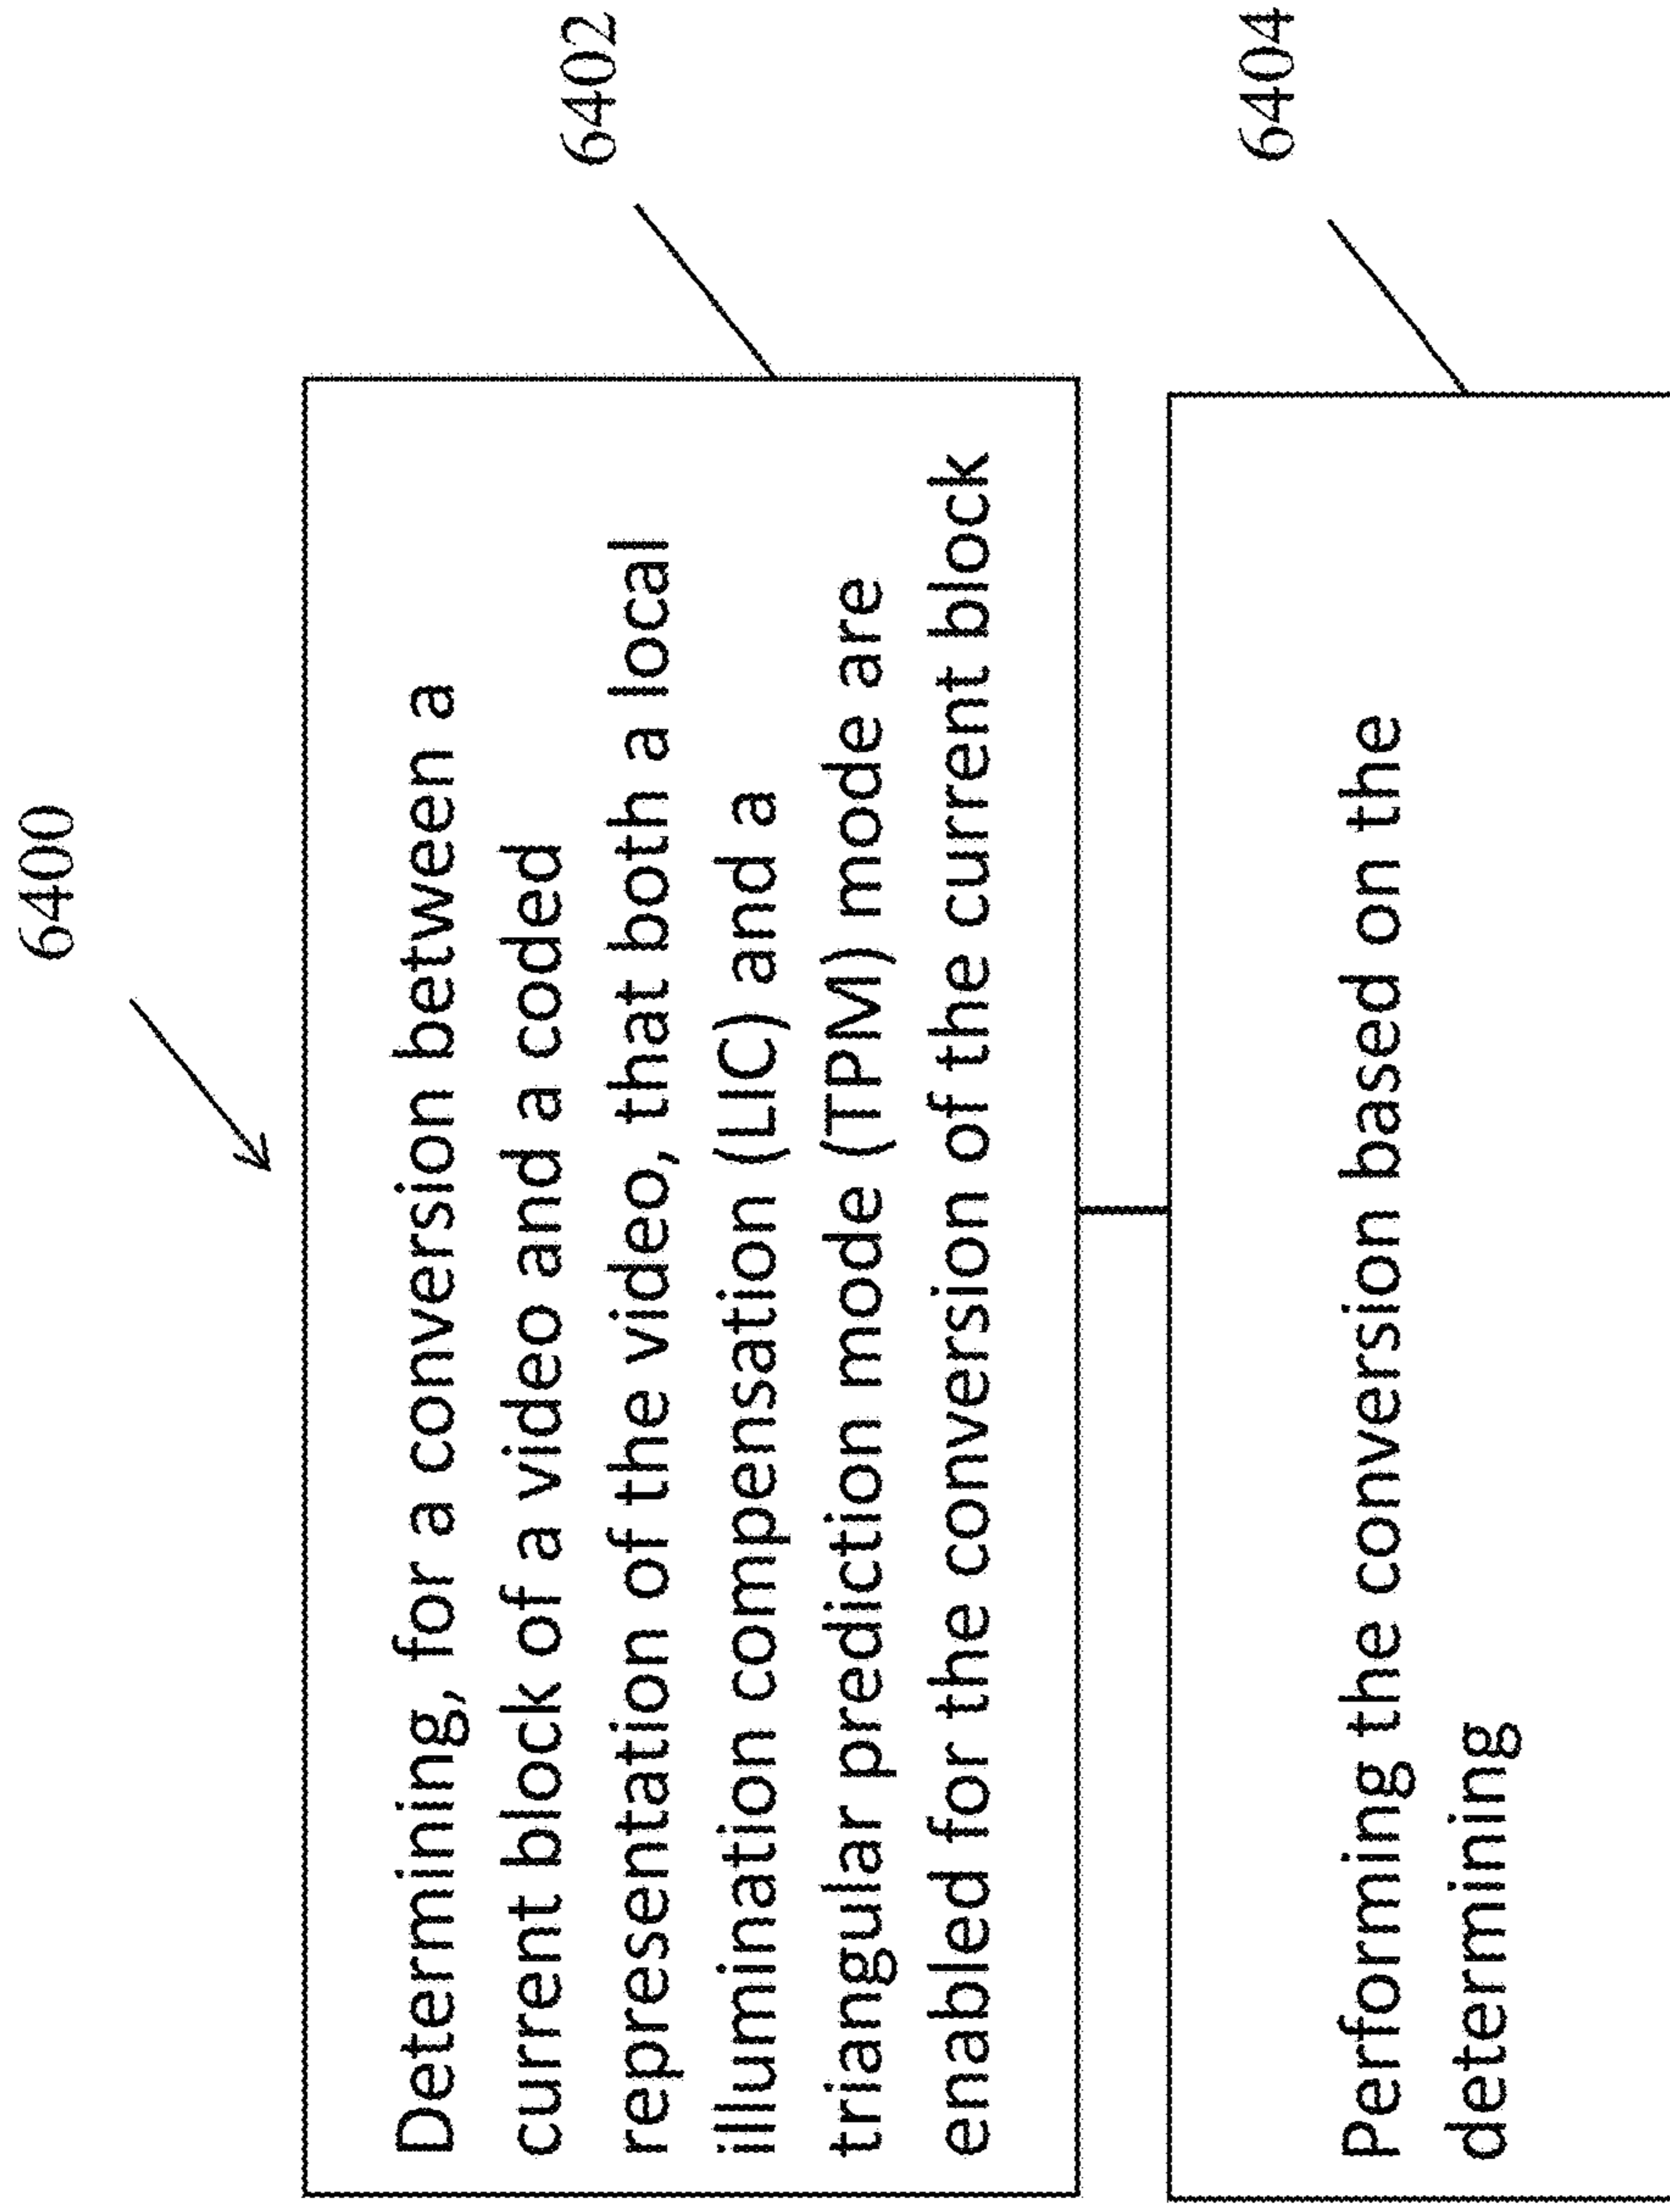 6400
Determining, for a conversion between a
current block of a video and a coded
representation of the video, that both a local
illumination compensation (LIC) and a
triangular prediction mode (TPM) mode are
enabled for the conversion of the current block
6402
Performing the conversion based on the
determining
6404